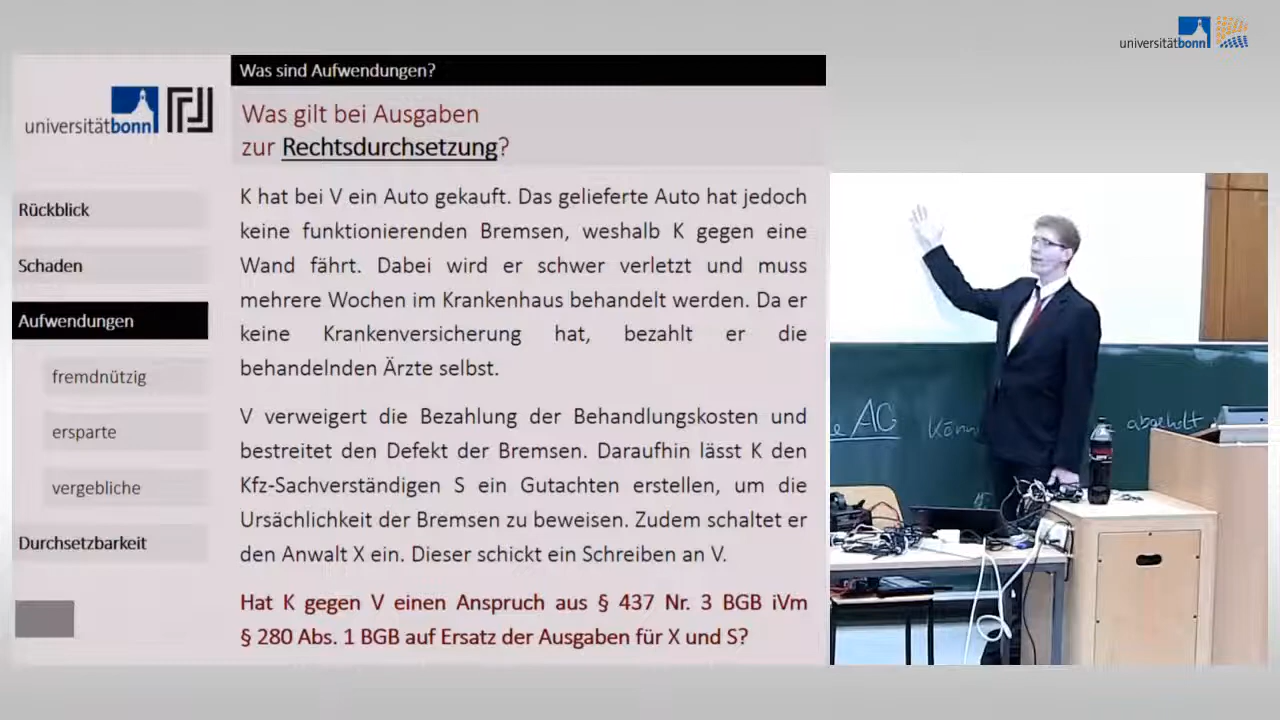 universitätbonn
Was sind Aufwendungen?
universitätbonn
Was gilt bei Ausgaben
zur Rechtsdurchsetzung?
Rückblick
Schaden
Aufwendungen
fremdnützig
ersparte
vergebliche
Durchsetzbarkeit
K hat bei V ein Auto gekauft. Das gelieferte Auto hat jedoch
keine funktionierenden Bremsen, weshalb K gegen eine
Wand fährt. Dabei wird er schwer verletzt und muss
mehrere Wochen im Krankenhaus behandelt werden. Da er
keine Krankenversicherung hat, bezahlt er die
behandelnden Ärzte selbst.
V verweigert die Bezahlung der Behandlungskosten und
bestreitet den Defekt der Bremsen. Daraufhin lässt K den
Kfz-Sachverständigen S ein Gutachten erstellen, um die
Ursächlichkeit der Bremsen zu beweisen. Zudem schaltet er
den Anwalt X ein. Dieser schickt ein Schreiben an V.
Hat K gegen V einen Anspruch aus § 437 Nr. 3 BGB iVm
§ 280 Abs. 1 BGB auf Ersatz der Ausgaben für X und S?
AG abgeholt